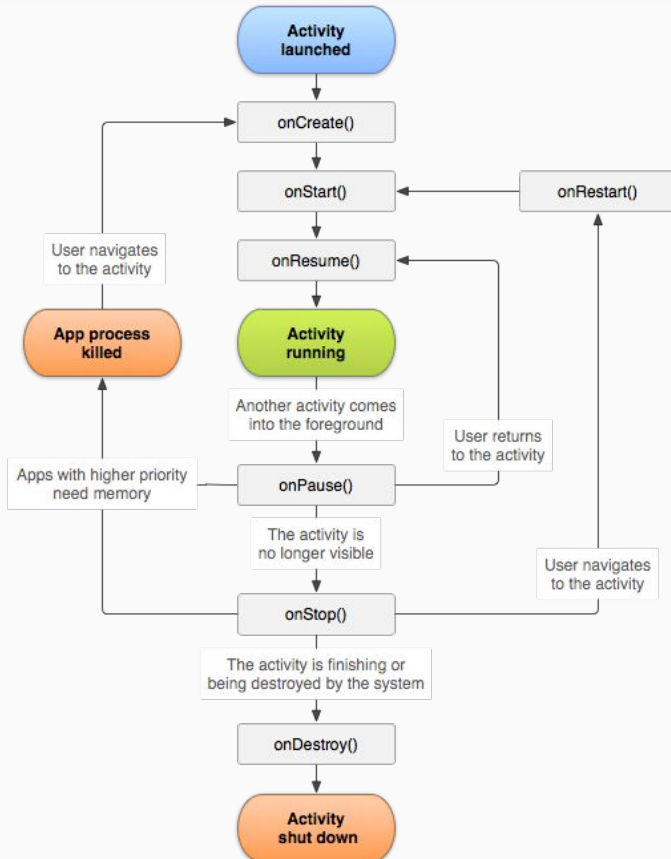 Activity
launched
onCreate()
onStart()
onRestart()
User navigates
to the activity
onResume()
App process
killed
Activity
running
Another activity comes
into the foreground
User returns
to the activity
Apps with higher priority
need memory
onPause()
The activity is
no longer visible
User navigates
to the activity
onStop()
The activity is finishing or
being destroyed by the system
onDestroy()
Activity
shut down